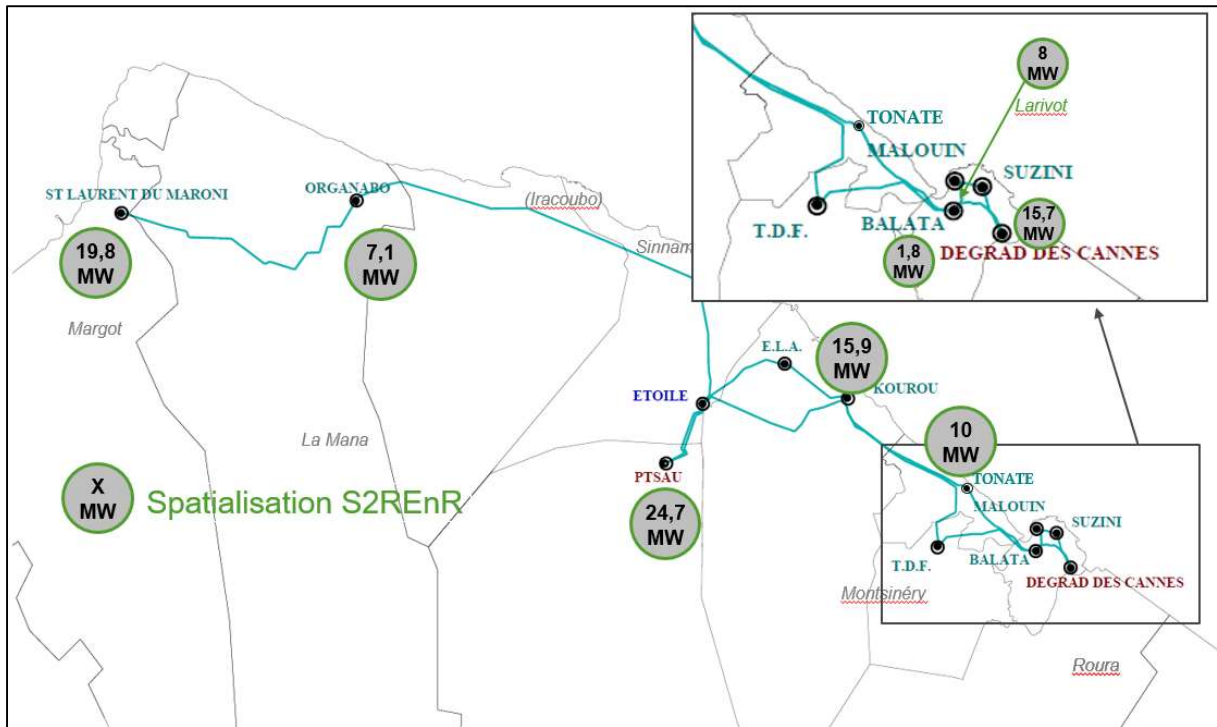 8
MW
Larivot
TONATE
MALOUIN
SUZINI
T.D.F.
BALATA
15,7
MW
DEGRAD DES CANNES
1,8
MW
ST LAURENT DU MARONI
ORGANABO
(Iracoubo)
Sinnam
19,8
MW
7,1
MW
Margot
E.L.A.
15,9
MW
KOUROU
ETOILE
La Mana
PTSAU
10
MW
TONATE
MALOUIN
SUZINI
T.D.F.
BALATA
DEGRAD DES CANNES
X
MW
Spatialisation S2REnR
24,7
MW
Montsinéry
Roura